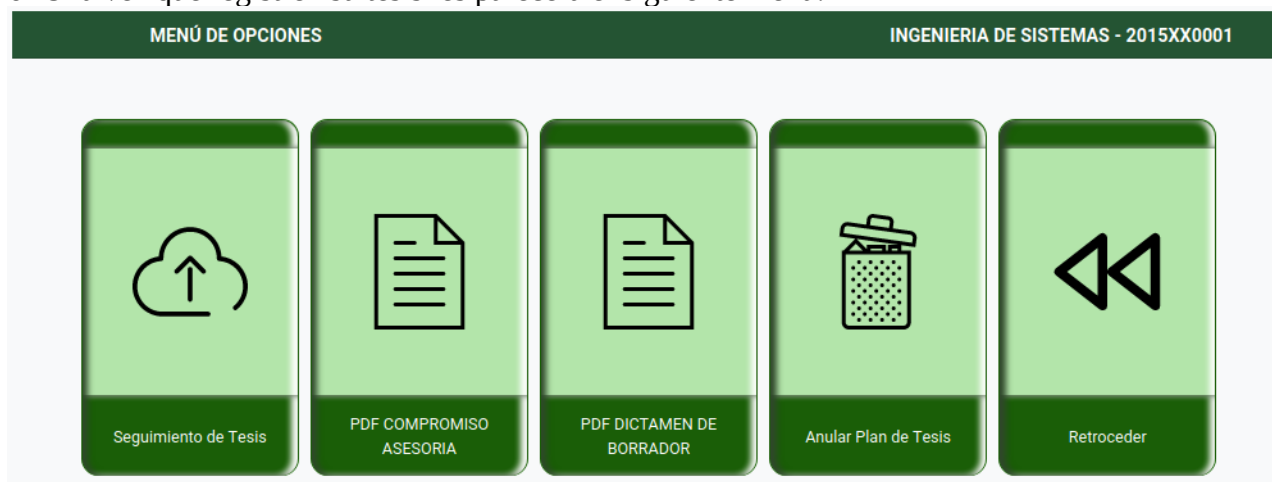 MENÚ DE OPCIONES
INGENIERIA DE SISTEMAS - 2015XX0001
Seguimiento de Tesis
PDF COMPROMISO
ASESORIA
PDF DICTAMEN DE
BORRADOR
Anular Plan de Tesis
Retroceder